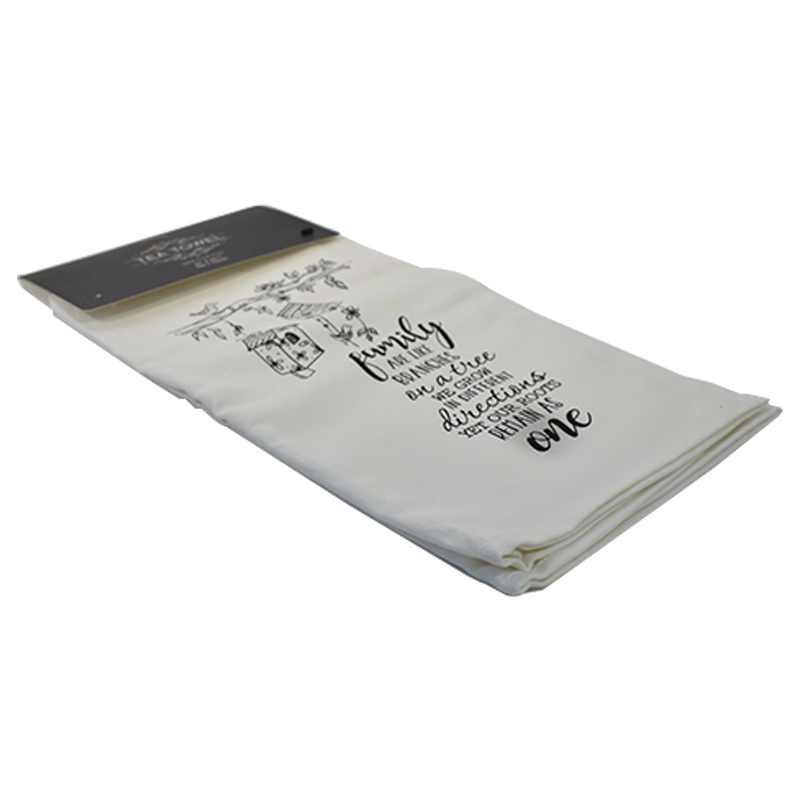 TEA TOWEL
family
ARE LIKE
BRANCHES
on a tree
WE GROW
IN DIFFERENT
directions
YET OUR ROOTS
REMAIN AS
one